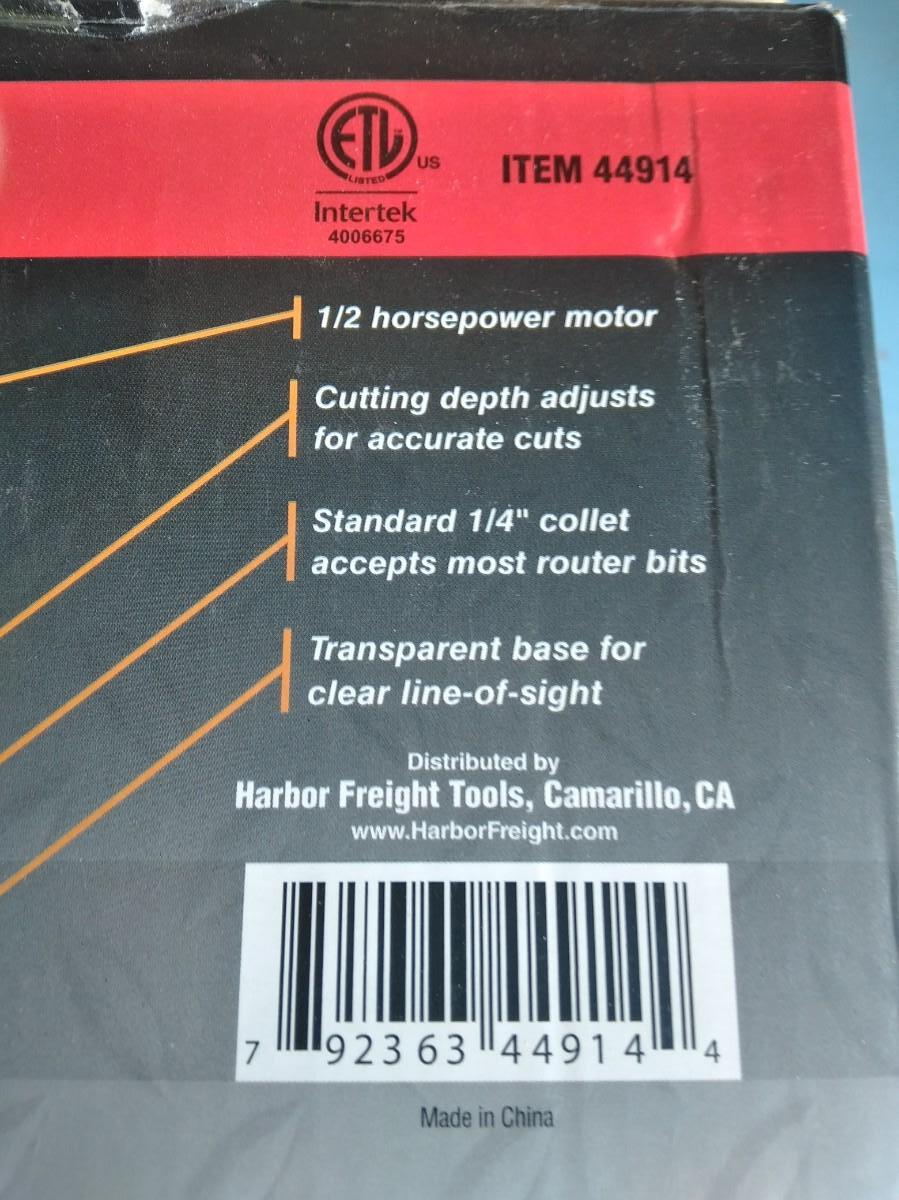 ETL
LISTED
US
ITEM 44914
Intertek
4006675
1/2 horsepower motor
Cutting depth adjusts
for accurate cuts
Standard 1/4" collet
accepts most router bits
Transparent base for
clear line-of-sight
Distributed by
Harbor Freight Tools, Camarillo, CA
www.HarborFreight.com
7 92363 44914 4
Made in China